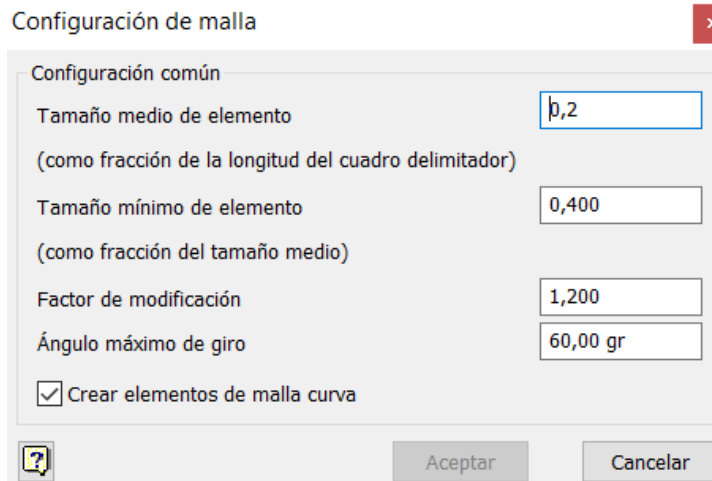 Configuración de malla
Configuración común
Tamaño medio de elemento
0,2
(como fracción de la longitud del cuadro delimitador)
Tamaño mínimo de elemento
0,400
(como fracción del tamaño medio)
Factor de modificación
1,200
Ángulo máximo de giro
60,00 gr
Crear elementos de malla curva
Aceptar
Cancelar